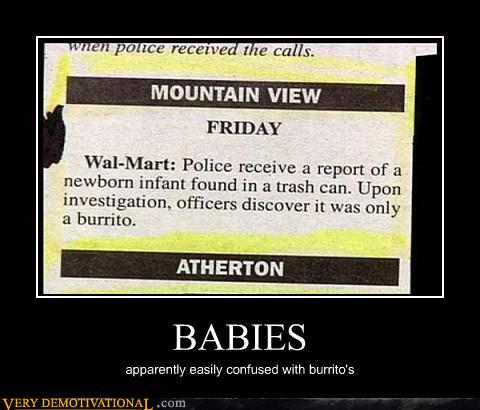 when police received the calls.
MOUNTAIN VIEW
FRIDAY
Wal-Mart: Police receive a report of a
newborn infant found in a trash can. Upon
investigation, officers discover it was only
a burrito.
ATHERTON
BABIES
apparently easily confused with burrito's
VERY DEMOTIVATIONAL.com